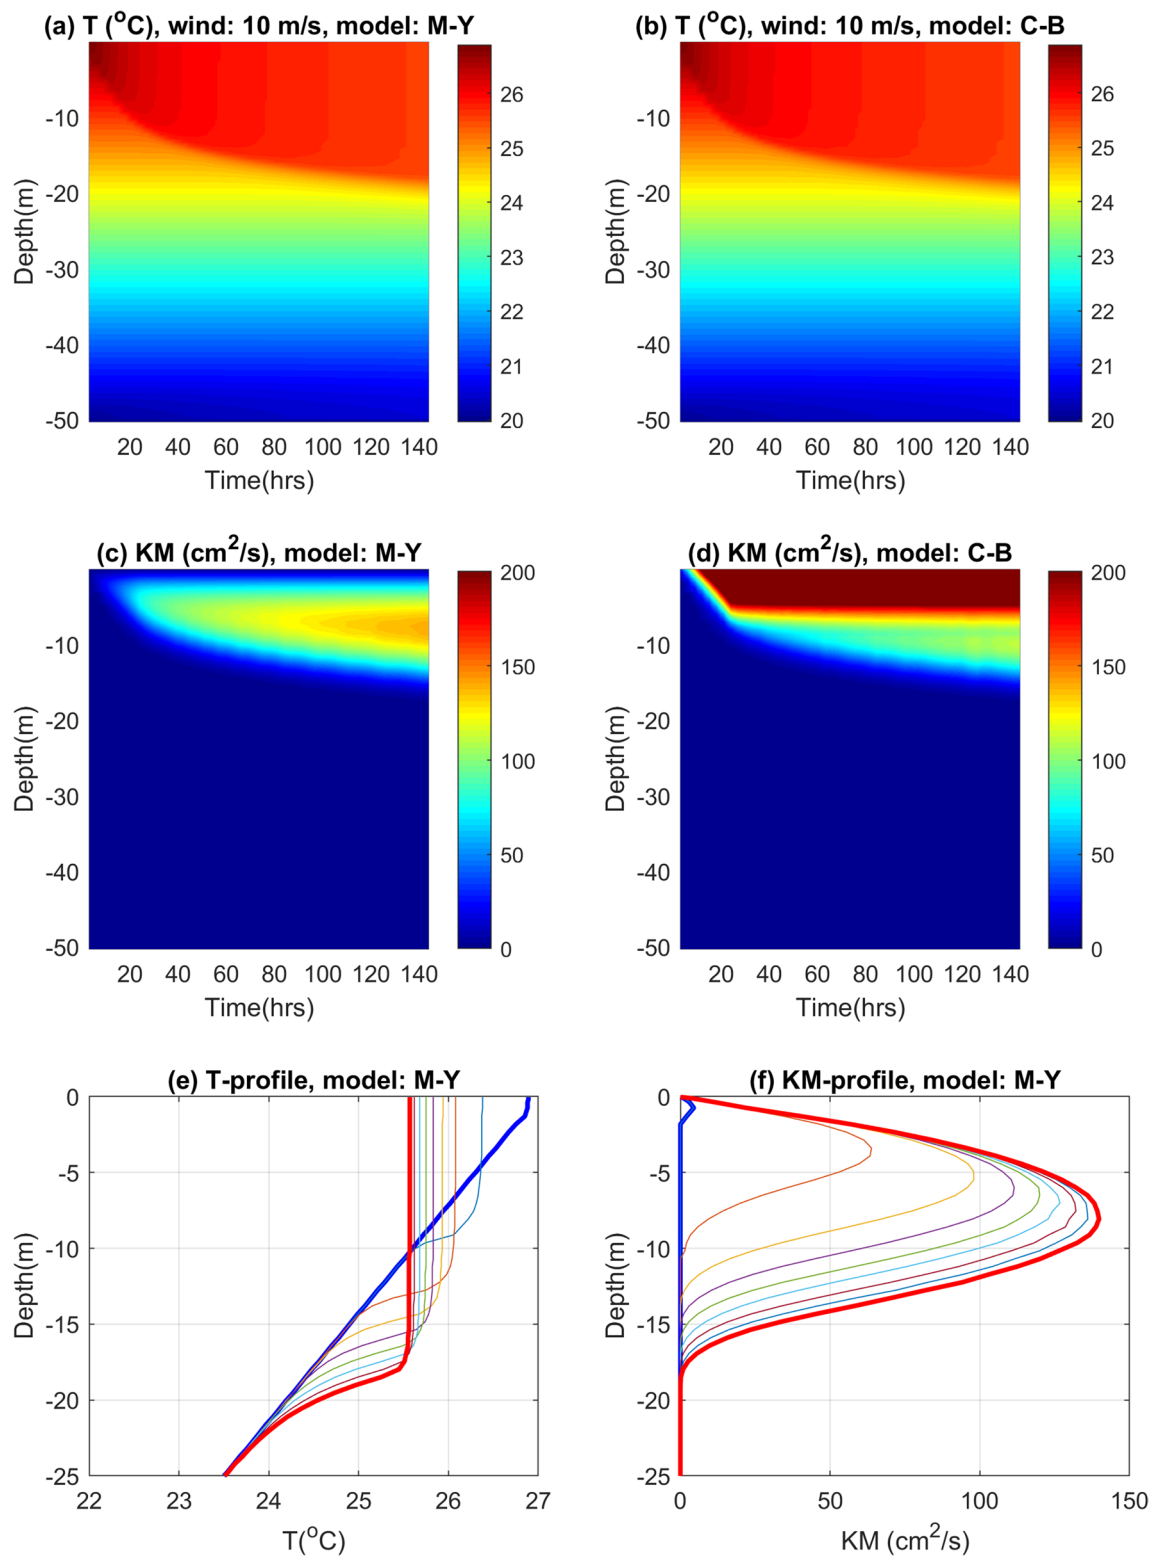 (a) T (°C), wind: 10 m/s, model: M-Y
26
25
24
23
22
21
20
-10
-20
-30
-40
-50
Depth(m)
20 40 60 80 100 120 140
Time(hrs)
(b) T (°C), wind: 10 m/s, model: C-B
26
25
24
23
22
21
20
-10
-20
-30
-40
-50
Depth(m)
20 40 60 80 100 120 140
Time(hrs)
(c) KM (cm²/s), model: M-Y
200
150
100
50
0
-10
-20
-30
-40
-50
Depth(m)
20 40 60 80 100 120 140
Time(hrs)
(d) KM (cm²/s), model: C-B
200
150
100
50
0
-10
-20
-30
-40
-50
Depth(m)
20 40 60 80 100 120 140
Time(hrs)
(e) T-profile, model: M-Y
0
-5
-10
-15
-20
-25
Depth(m)
22 23 24 25 26 27
T(°C)
(f) KM-profile, model: M-Y
0
-5
-10
-15
-20
-25
Depth(m)
0 50 100 150
KM (cm²/s)